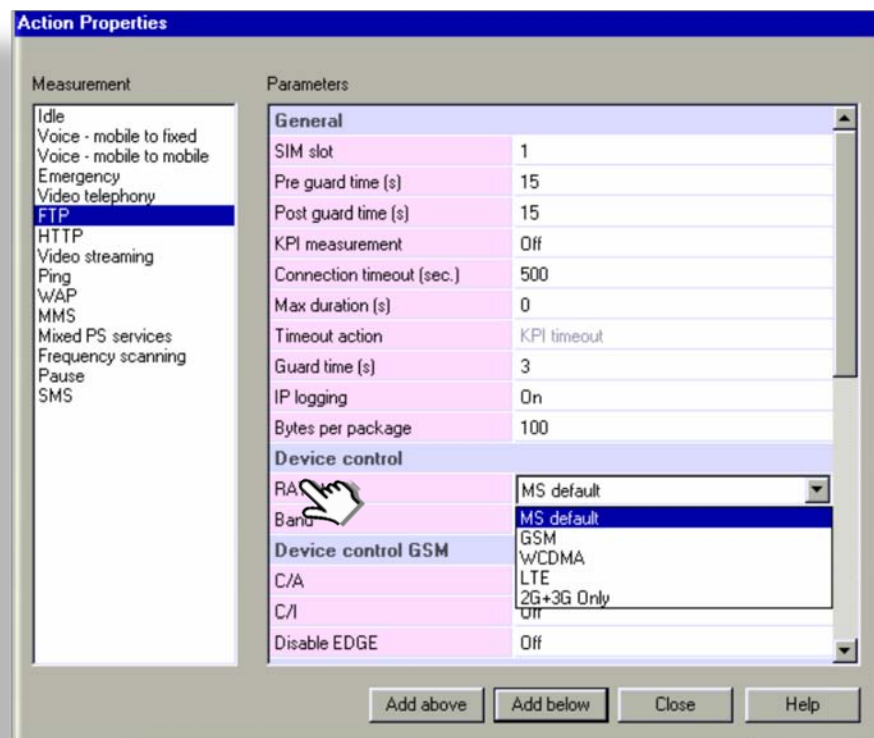 Action Properties
Measurement
Idle
Voice - mobile to fixed
Voice - mobile to mobile
Emergency
Video telephony
FTP
HTTP
Video streaming
Ping
WAP
MMS
Mixed PS services
Frequency scanning
Pause
SMS
Parameters
General
SIM slot 1
Pre guard time (s) 15
Post guard time (s) 15
KPI measurement Off
Connection timeout (sec.) 500
Max duration (s) 0
Timeout action KPI timeout
Guard time (s) 3
IP logging On
Bytes per package 100
Device control
MS default
Band MS default
GSM
Device control GSM WCDMA
C/A LTE
2G+3G Only
C/I Off
Disable EDGE Off
Add above Add below Close Help